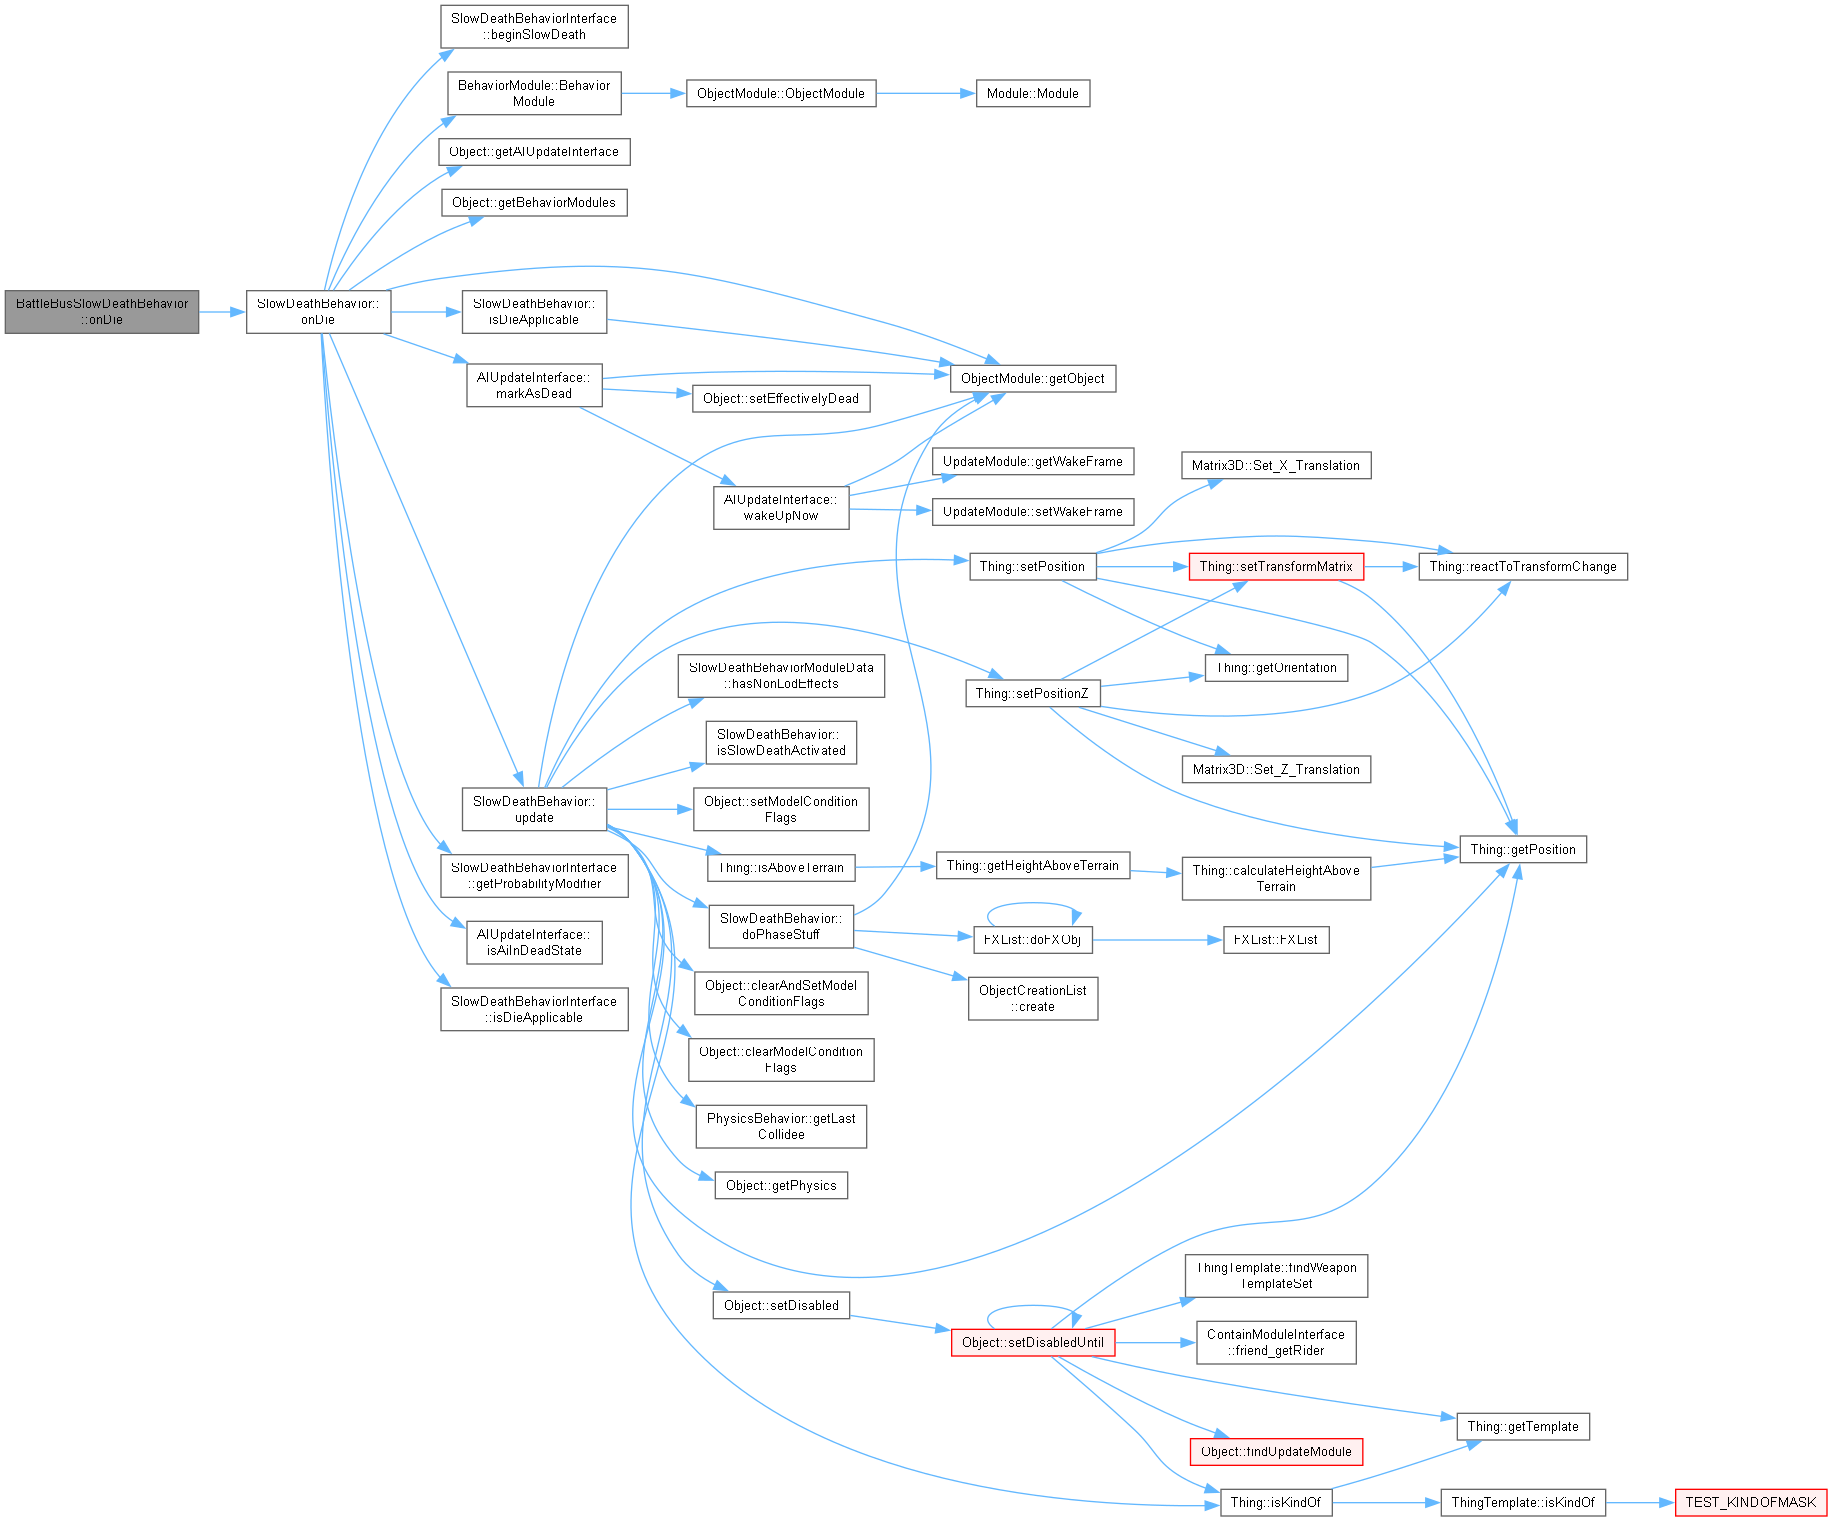 SlowDeathBehaviorInterface
::beginSlowDeath
BehaviorModule::Behavior
Module
ObjectModule::ObjectModule
Module::Module
Object::getAIUpdateInterface
Object::getBehaviorModules
BattleBusSlowDeathBehavior
::onDie
SlowDeathBehavior::
onDie
SlowDeathBehavior::
isDieApplicable
AIUpdateInterface::
markAsDead
ObjectModule::getObject
Object::setEffectivelyDead
UpdateModule::getWakeFrame
AIUpdateInterface::
wakeUpNow
UpdateModule::setWakeFrame
Matrix3D::Set_X_Translation
Thing::setPosition
Thing::setTransformMatrix
Thing::reactToTransformChange
Thing::getOrientation
SlowDeathBehaviorModuleData
::hasNonLodEffects
Thing::setPositionZ
SlowDeathBehavior::
isSlowDeathActivated
Matrix3D::Set_Z_Translation
SlowDeathBehavior::
update
Object::setModelCondition
Flags
Thing::getPosition
Thing::isAboveTerrain
Thing::getHeightAboveTerrain
Thing::calculateHeightAbove
Terrain
SlowDeathBehaviorInterface
::getProbabilityModifier
SlowDeathBehavior::
doPhaseStuff
FXList::doFXObj
FXList::FXList
AIUpdateInterface::
isAiInDeadState
Object::clearAndSetModel
ConditionFlags
ObjectCreationList
::create
SlowDeathBehaviorInterface
::isDieApplicable
Object::clearModelCondition
Flags
PhysicsBehavior::getLast
Collidee
Object::getPhysics
ThingTemplate::findWeapon
TemplateSet
Object::setDisabled
Object::setDisabledUntil
ContainModuleInterface
::friend_getRider
Thing::getTemplate
Object::findUpdateModule
Thing::isKindOf
ThingTemplate::isKindOf
TEST_KINDOFMASK